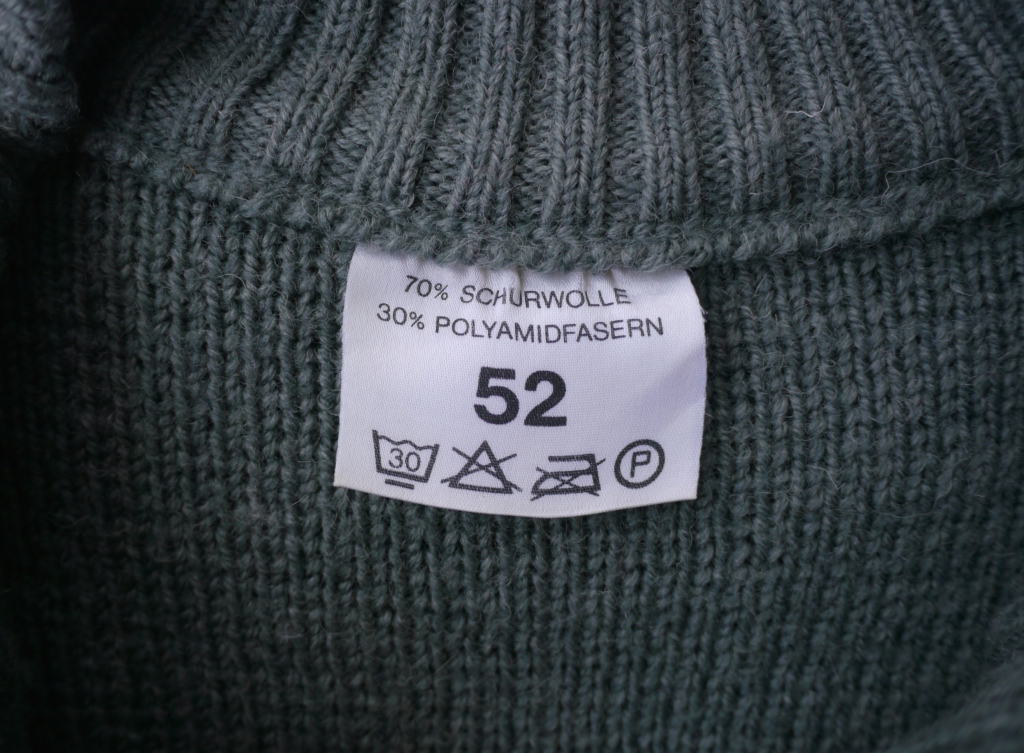 70% SCHURWOLLE
30% POLYAMIDFASERN
52
30 P